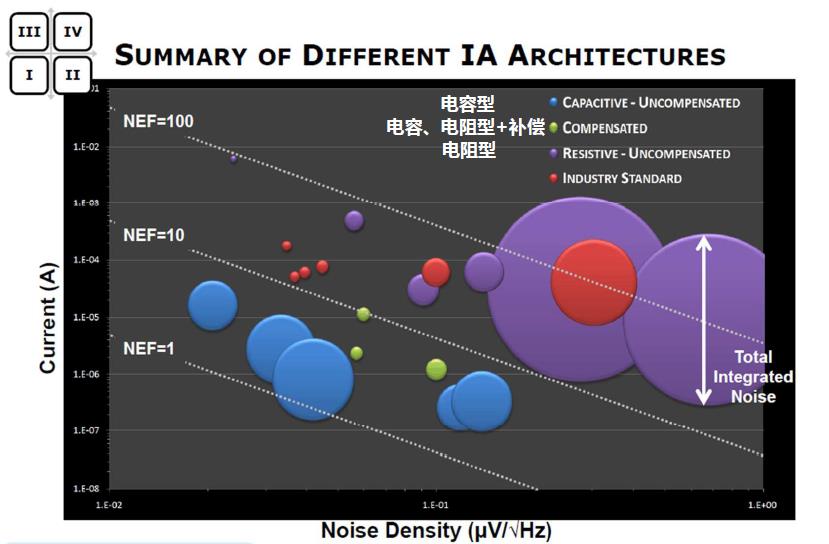 III IV
I II
SUMMARY OF DIFFERENT IA ARCHITECTURES
电容型
电容、电阻型+补偿
电阻型
CAPACITIVE - UNCOMPENSATED
COMPENSATED
RESISTIVE - UNCOMPENSATED
INDUSTRY STANDARD
NEF=100
NEF=10
NEF=1
Total
Integrated
Noise
Current (A)
01
1.E-02
1.E-03
1.E-04
1.E-05
1.E-06
1.E-07
1.E-08
1.E-02
1.E-01
1.E+00
Noise Density (µV/√Hz)